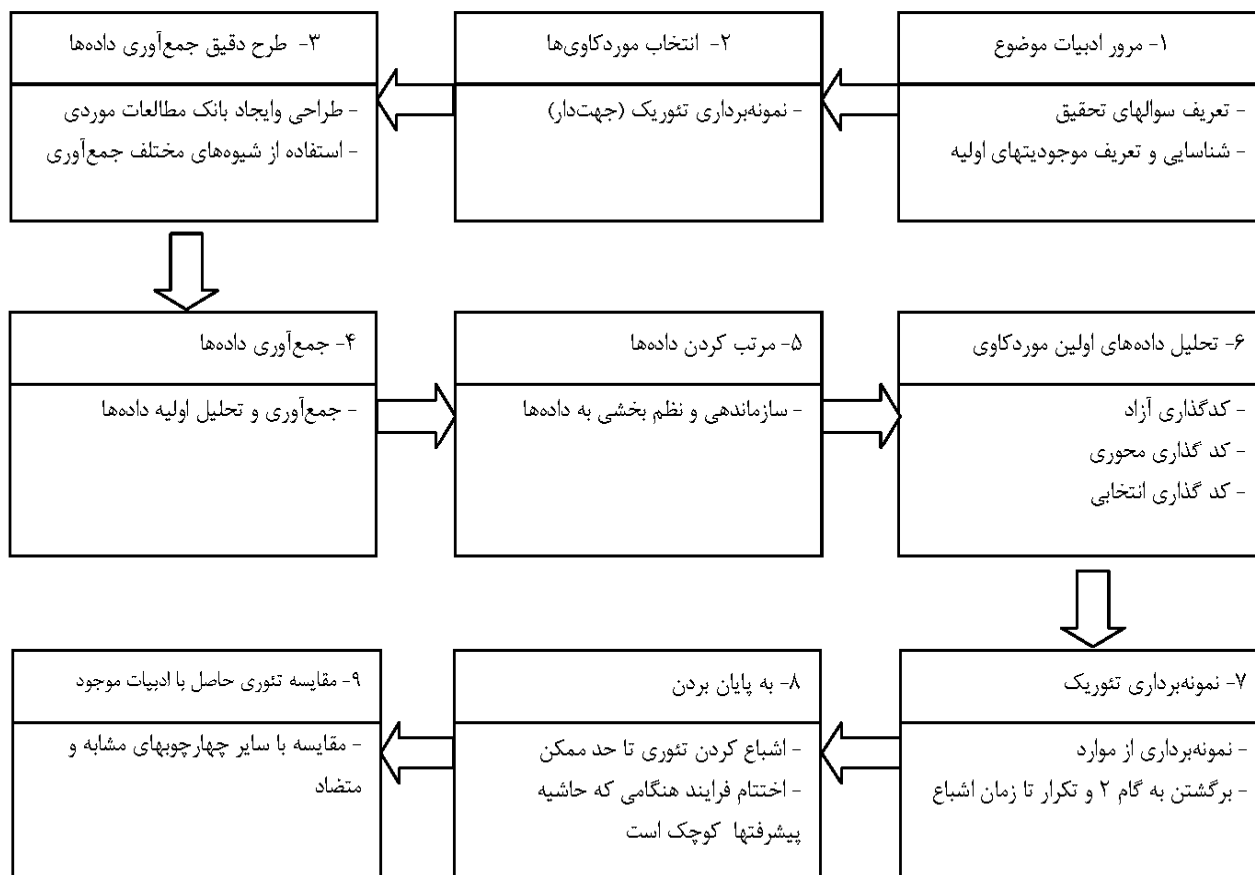 ۱- مرور ادبیات موضوع
- تعریف سوالهای تحقیق
- شناسایی و تعریف موجودیتهای اولیه
۲- انتخاب موردکاوی‌ها
- نمونه‌برداری تئوریک (جهت‌دار)
۳- طرح دقیق جمع‌آوری داده‌ها
- طراحی وایجاد بانک مطالعات موردی
- استفاده از شیوه‌های مختلف جمع‌آوری
۴- جمع‌آوری داده‌ها
- جمع‌آوری و تحلیل اولیه داده‌ها
۵- مرتب کردن داده‌ها
- سازماندهی و نظم بخشی به داده‌ها
۶- تحلیل داده‌های اولین موردکاوی
- کدگذاری آزاد
- کد گذاری محوری
- کد گذاری انتخابی
۷- نمونه‌برداری تئوریک
- نمونه‌برداری از موارد
- برگشتن به گام ۲ و تکرار تا زمان اشباع
۸- به پایان بردن
- اشباع کردن تئوری تا حد ممکن
- اختتام فرایند هنگامی که حاشیه
پیشرفتها کوچک است
۹- مقایسه تئوری حاصل با ادبیات موجود
- مقایسه با سایر چهارچوبهای مشابه و
متضاد